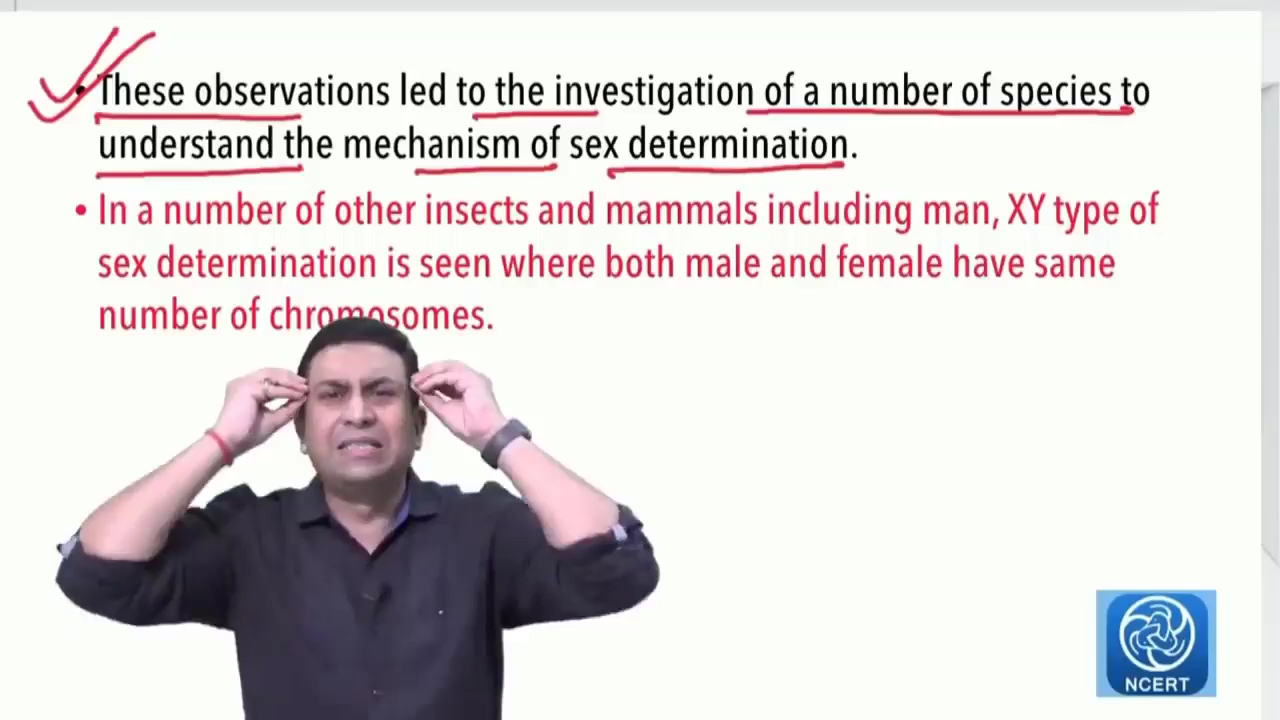 • These observations led to the investigation of a number of species to
understand the mechanism of sex determination.
• In a number of other insects and mammals including man, XY type of
sex determination is seen where both male and female have same
number of chromosomes.
NCERT